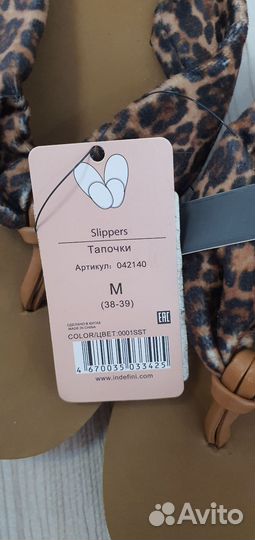 Slippers
Тапочки
Артикул: 042140
M
(38-39)
СДЕЛАНО В КИТАЕ
MADE IN CHINA
EAC
COLOR/ЦВЕТ:0001SST
4 670035 033425
www.indefini.com
Avito